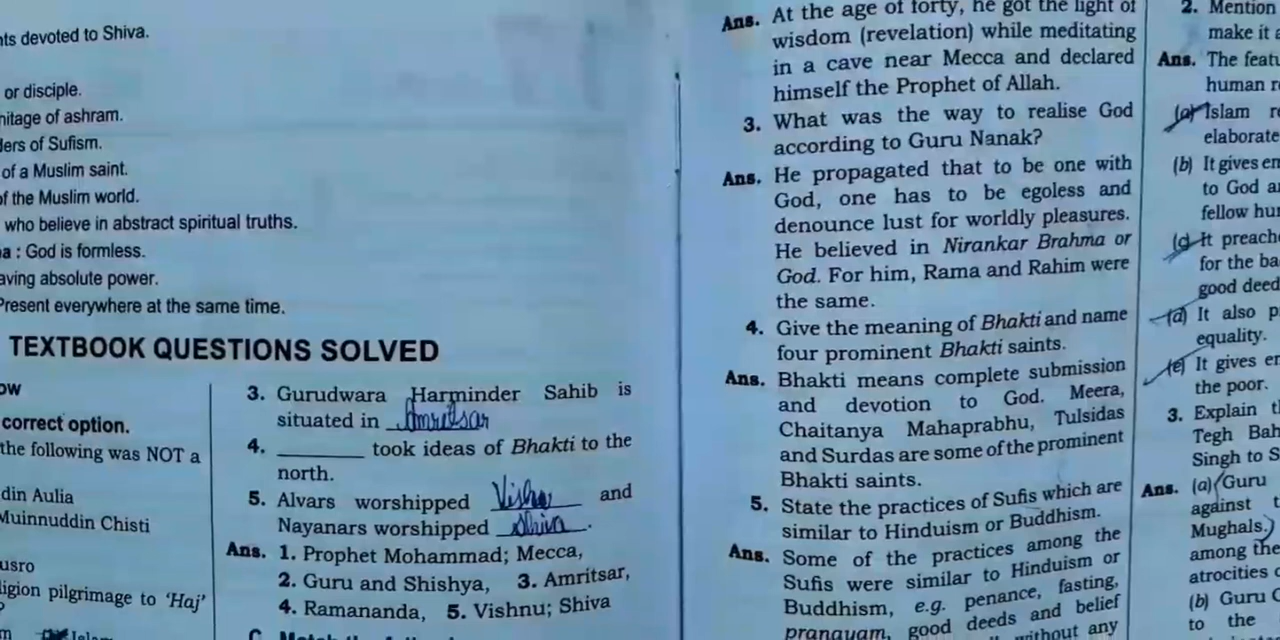 nts devoted to Shiva.
or disciple.
nitage of ashram.
ders of Sufism.
of a Muslim saint.
of the Muslim world.
who believe in abstract spiritual truths.
a : God is formless.
aving absolute power.
Present everywhere at the same time.
TEXTBOOK QUESTIONS SOLVED
ow
correct option.
the following was NOT a
din Aulia
Muinnuddin Chisti
usro
ligion pilgrimage to 'Haj'
?
3. Gurudwara Harminder Sahib is
situated in Amritsar
4. ________ took ideas of Bhakti to the
north.
5. Alvars worshipped Vishnu and
Nayanars worshipped Shiva.
Ans. 1. Prophet Mohammad; Mecca,
2. Guru and Shishya, 3. Amritsar,
4. Ramananda, 5. Vishnu; Shiva
Ans. At the age of forty, he got the light of
wisdom (revelation) while meditating
in a cave near Mecca and declared
himself the Prophet of Allah.
3. What was the way to realise God
according to Guru Nanak?
Ans. He propagated that to be one with
God, one has to be egoless and
denounce lust for worldly pleasures.
He believed in Nirankar Brahma or
God. For him, Rama and Rahim were
the same.
4. Give the meaning of Bhakti and name
four prominent Bhakti saints.
Ans. Bhakti means complete submission
and devotion to God. Meera,
Chaitanya Mahaprabhu, Tulsidas
and Surdas are some of the prominent
Bhakti saints.
5. State the practices of Sufis which are
similar to Hinduism or Buddhism.
Ans. Some of the practices among the
Sufis were similar to Hinduism or
Buddhism, e.g. penance, fasting,
pranayam, good deeds and belief
without any
2. Mention
make it a
Ans. The featu
human r
(a) Islam re
elaborate
(b) It gives em
to God a
fellow hum
(c) It preach
for the ba
good deed
(d) It also p
equality.
(e) It gives em
the poor.
3. Explain t
Tegh Bah
Singh to S
Ans. (a) Guru
against t
Mughals.)
among the
atrocities o
(b) Guru G
to the